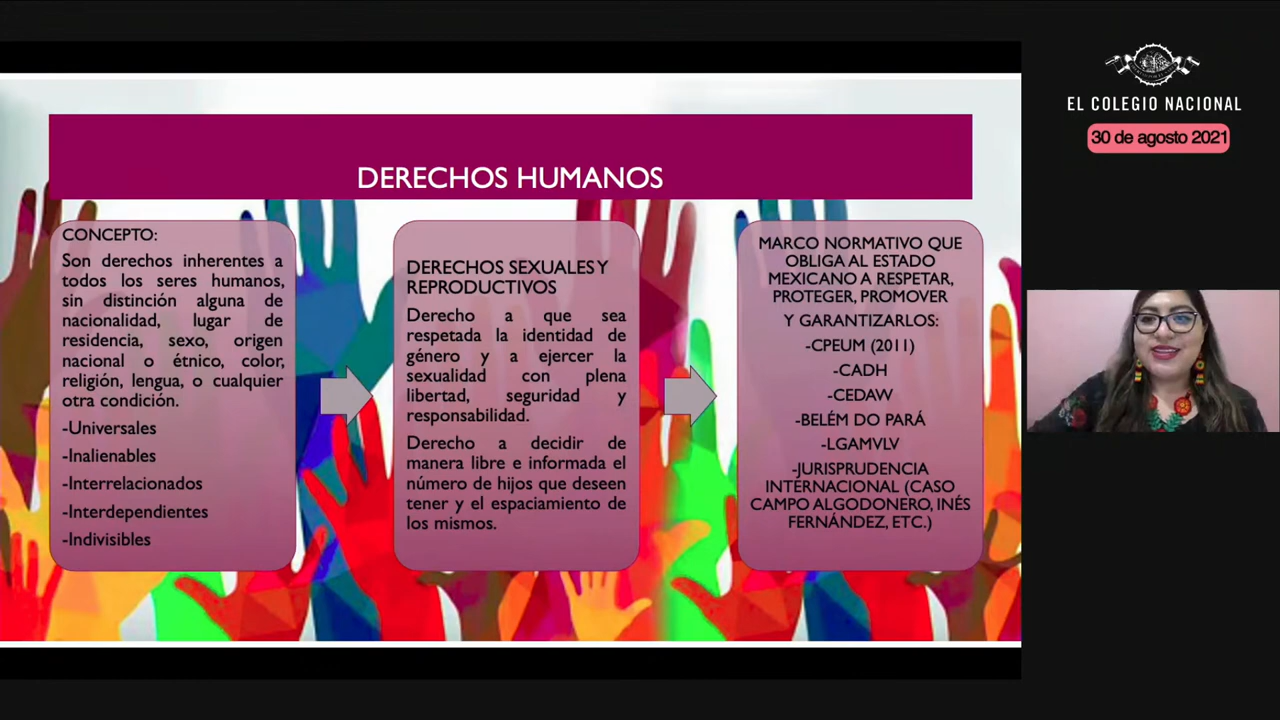 DERECHOS HUMANOS
CONCEPTO:
Son derechos inherentes a
todos los seres humanos,
sin distinción alguna de
nacionalidad, lugar de
residencia, sexo, origen
nacional o étnico, color,
religión, lengua, o cualquier
otra condición.
-Universales
-Inalienables
-Interrelacionados
-Interdependientes
-Indivisibles
DERECHOS SEXUALES Y
REPRODUCTIVOS
Derecho a que sea
respetada la identidad de
género y a ejercer la
sexualidad con plena
libertad, seguridad y
responsabilidad.
Derecho a decidir de
manera libre e informada el
número de hijos que deseen
tener y el espaciamiento de
los mismos.
MARCO NORMATIVO QUE
OBLIGA AL ESTADO
MEXICANO A RESPETAR,
PROTEGER, PROMOVER
Y GARANTIZARLOS:
-CPEUM (2011)
-CADH
-CEDAW
-BELÉM DO PARÁ
-LGAMVLV
-JURISPRUDENCIA
INTERNACIONAL (CASO
CAMPO ALGODONERO, INÉS
FERNÁNDEZ, ETC.)
EL COLEGIO NACIONAL
30 de agosto 2021